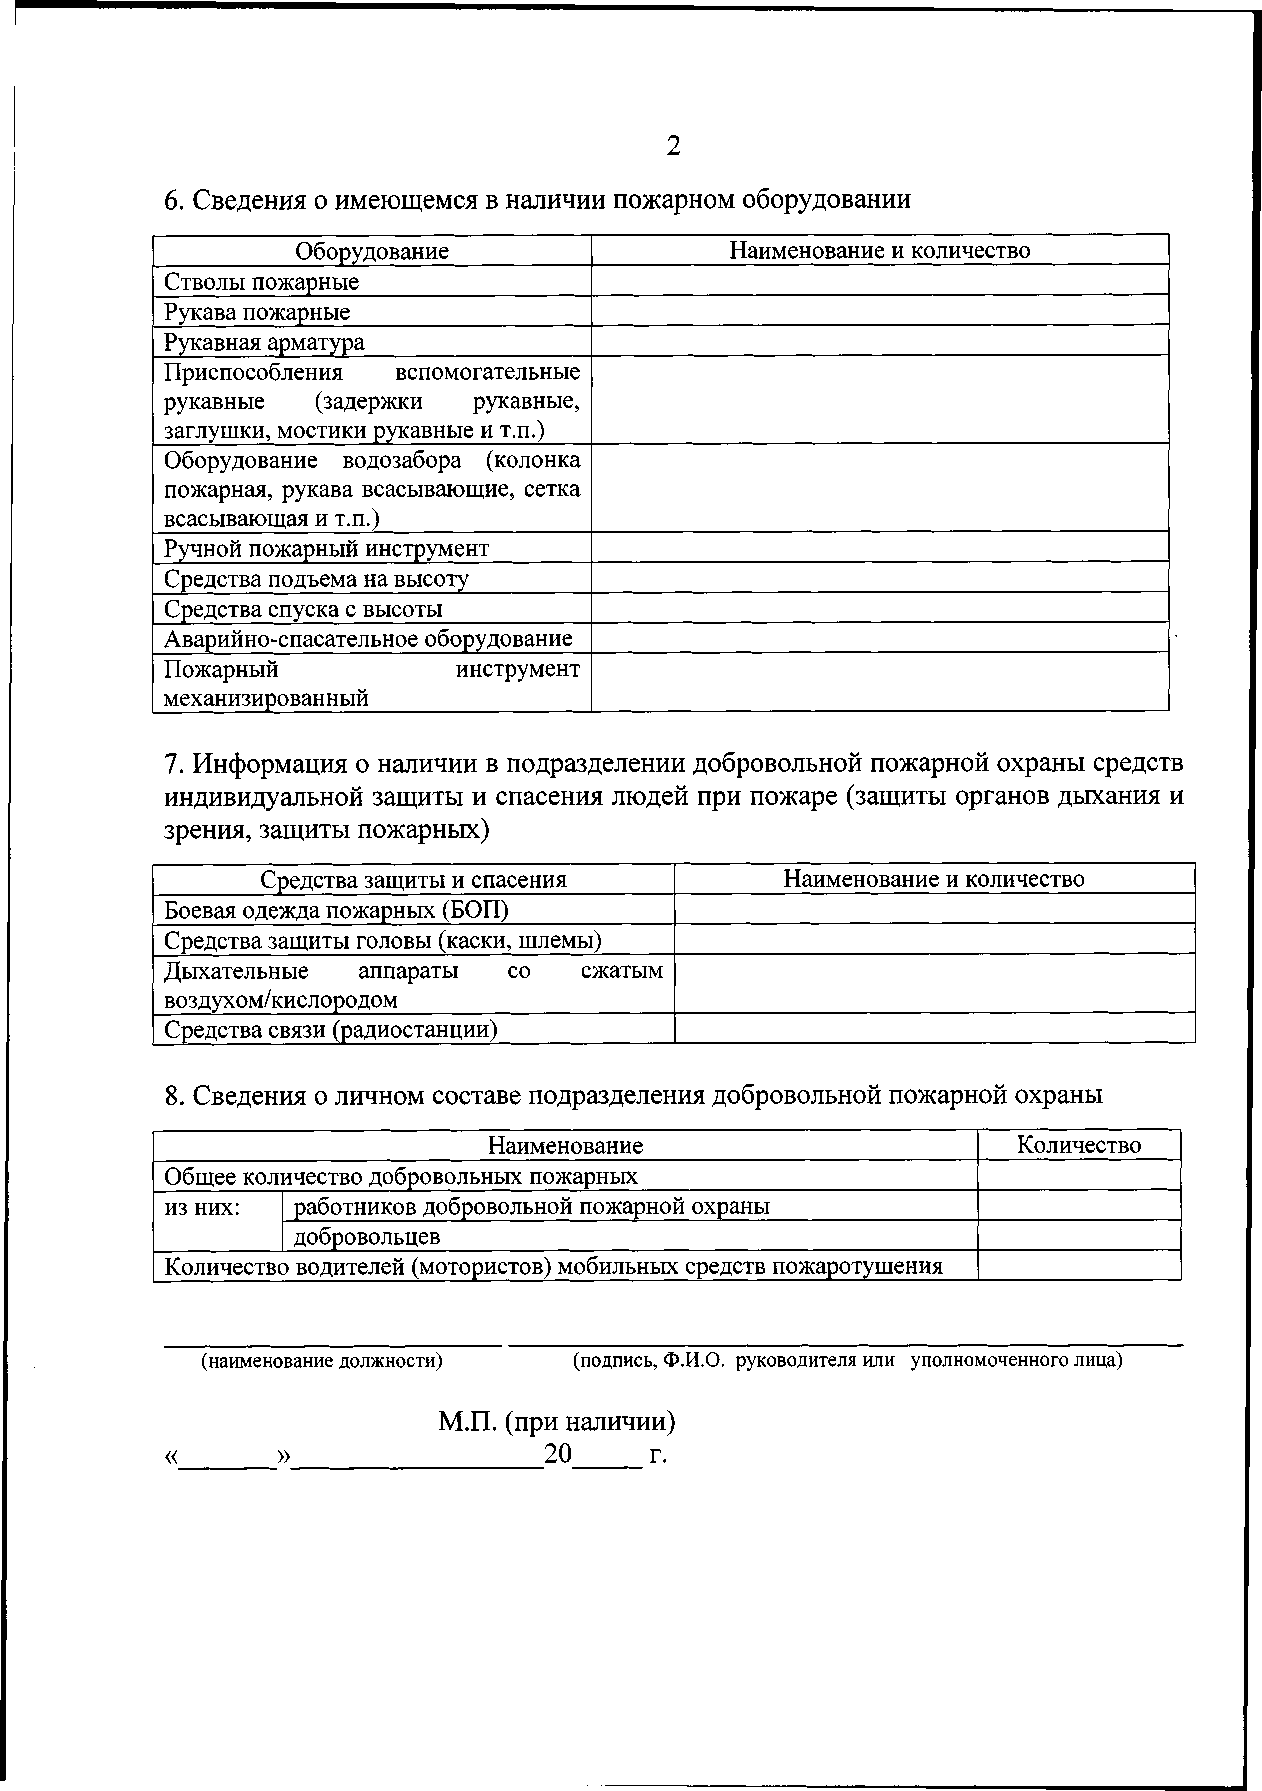 2
6. Сведения о имеющемся в наличии пожарном оборудовании
Оборудование Наименование и количество
Стволы пожарные
Рукава пожарные
Рукавная арматура
Приспособления вспомогательные
рукавные (задержки рукавные,
заглушки, мостики рукавные и т.п.)
Оборудование водозабора (колонка
пожарная, рукава всасывающие, сетка
всасывающая и т.п.)
Ручной пожарный инструмент
Средства подъема на высоту
Средства спуска с высоты
Аварийно-спасательное оборудование
Пожарный инструмент
механизированный
7. Информация о наличии в подразделении добровольной пожарной охраны средств
индивидуальной защиты и спасения людей при пожаре (защиты органов дыхания и
зрения, защиты пожарных)
Средства защиты и спасения Наименование и количество
Боевая одежда пожарных (БОП)
Средства защиты головы (каски, шлемы)
Дыхательные аппараты со сжатым
воздухом/кислородом
Средства связи (радиостанции)
8. Сведения о личном составе подразделения добровольной пожарной охраны
Наименование Количество
Общее количество добровольных пожарных
из них: работников добровольной пожарной охраны
добровольцев
Количество водителей (мотористов) мобильных средств пожаротушения
(наименование должности) (подпись, Ф.И.О. руководителя или уполномоченного лица)
М.П. (при наличии)
«_______»__________________20_____ г.